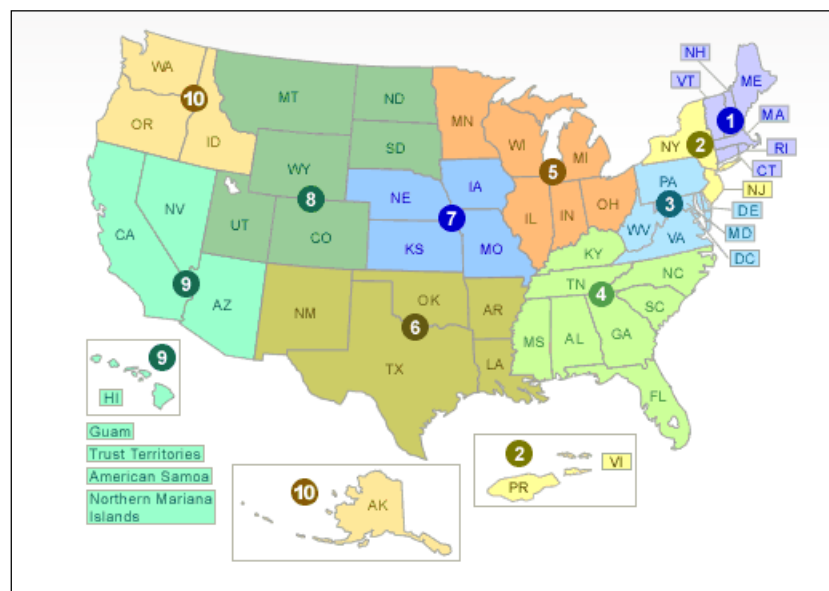 WA
10
OR
ID
MT
ND
SD
WY
8
UT
CO
NV
CA
9
AZ
MN
WI
MI
5
IL
IN
OH
NE
IA
7
KS
MO
NM
OK
AR
6
TX
LA
KY
TN
NC
4
SC
MS
AL
GA
FL
PA
3
WV
VA
NY
2
NH
VT
ME
1
MA
RI
CT
NJ
DE
MD
DC
9
HI
Guam
Trust Territories
American Samoa
Northern Mariana
Islands
10
AK
2
PR
VI